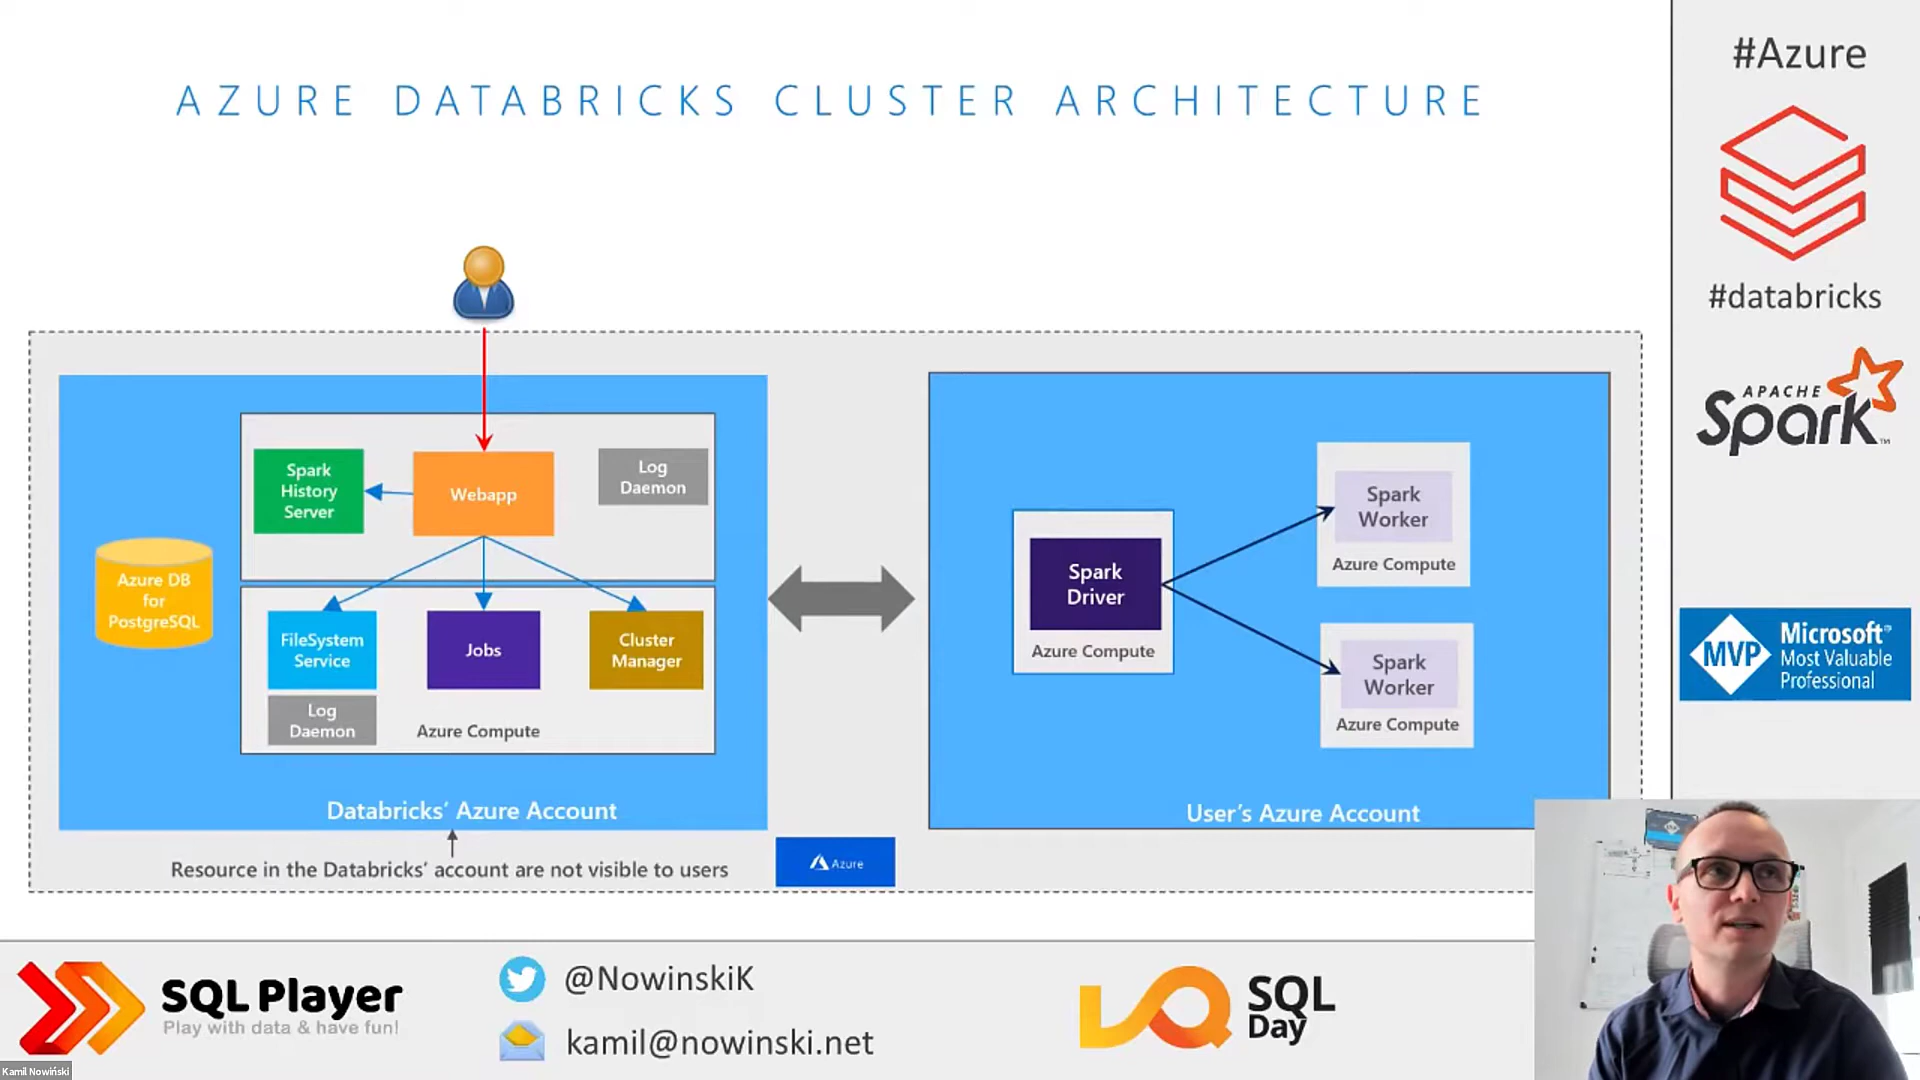 AZURE DATABRICKS CLUSTER ARCHITECTURE
#Azure
#databricks
APACHE
Spark™
MVP
Microsoft®
Most Valuable
Professional
Spark
History
Server
Webapp
Log
Daemon
Azure DB
for
PostgreSQL
FileSystem
Service
Jobs
Cluster
Manager
Log
Daemon
Azure Compute
Databricks’ Azure Account
Resource in the Databricks’ account are not visible to users
Azure
Spark
Driver
Azure Compute
Spark
Worker
Azure Compute
Spark
Worker
Azure Compute
User’s Azure Account
SQL Player
Play with data & have fun!
@NowinskiK
kamil@nowinski.net
SQL
Day
Kamil Nowiński